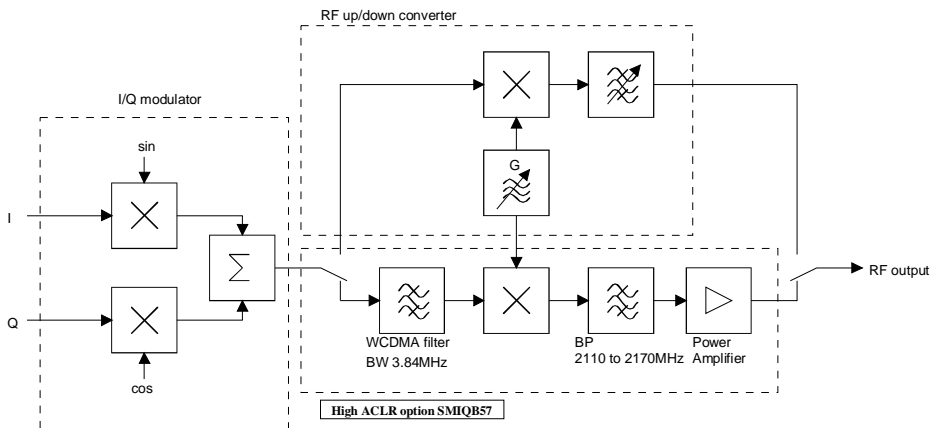 RF up/down converter
I/Q modulator
sin
G
I
Σ
RF output
Q
WCDMA filter
BW 3.84MHz
BP
2110 to 2170MHz
Power
Amplifier
cos
High ACLR option SMIQB57